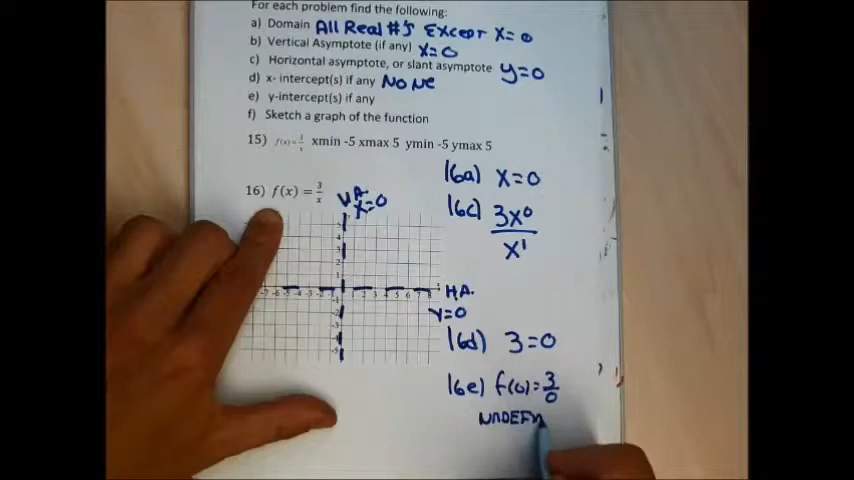 For each problem find the following:
a) Domain All Real #'s Except x=0
b) Vertical Asymptote (if any) x=0
c) Horizontal asymptote, or slant asymptote y=0
d) x- intercept(s) if any None
e) y-intercept(s) if any
f) Sketch a graph of the function
15) f(x)=3/x xmin -5 xmax 5 ymin -5 ymax 5
16) f(x) = 3/x
V.A. x=0
H.A. y=0
16a) x=0
16c) 3x⁰/x¹
16d) 3=0
16e) f(0)=3/0
UNDEF